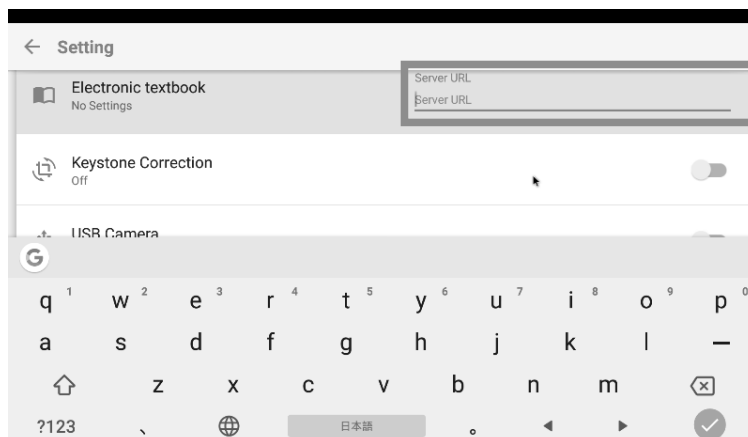 Setting
Electronic textbook
No Settings
Server URL
Server URL
Keystone Correction
Off
USB Camera
G
q 1 w 2 e 3 r 4 t 5 y 6 u 7 i 8 o 9 p 0
a s d f g h j k l ー
z x c v b n m
?123 、 日本語 。